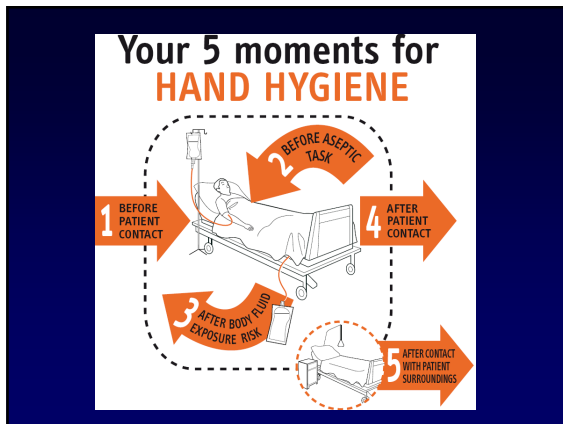 Your 5 moments for
HAND HYGIENE
1 BEFORE
PATIENT
CONTACT
2 BEFORE ASEPTIC
TASK
3 AFTER BODY FLUID
EXPOSURE RISK
4 AFTER
PATIENT
CONTACT
5 AFTER CONTACT
WITH PATIENT
SURROUNDINGS